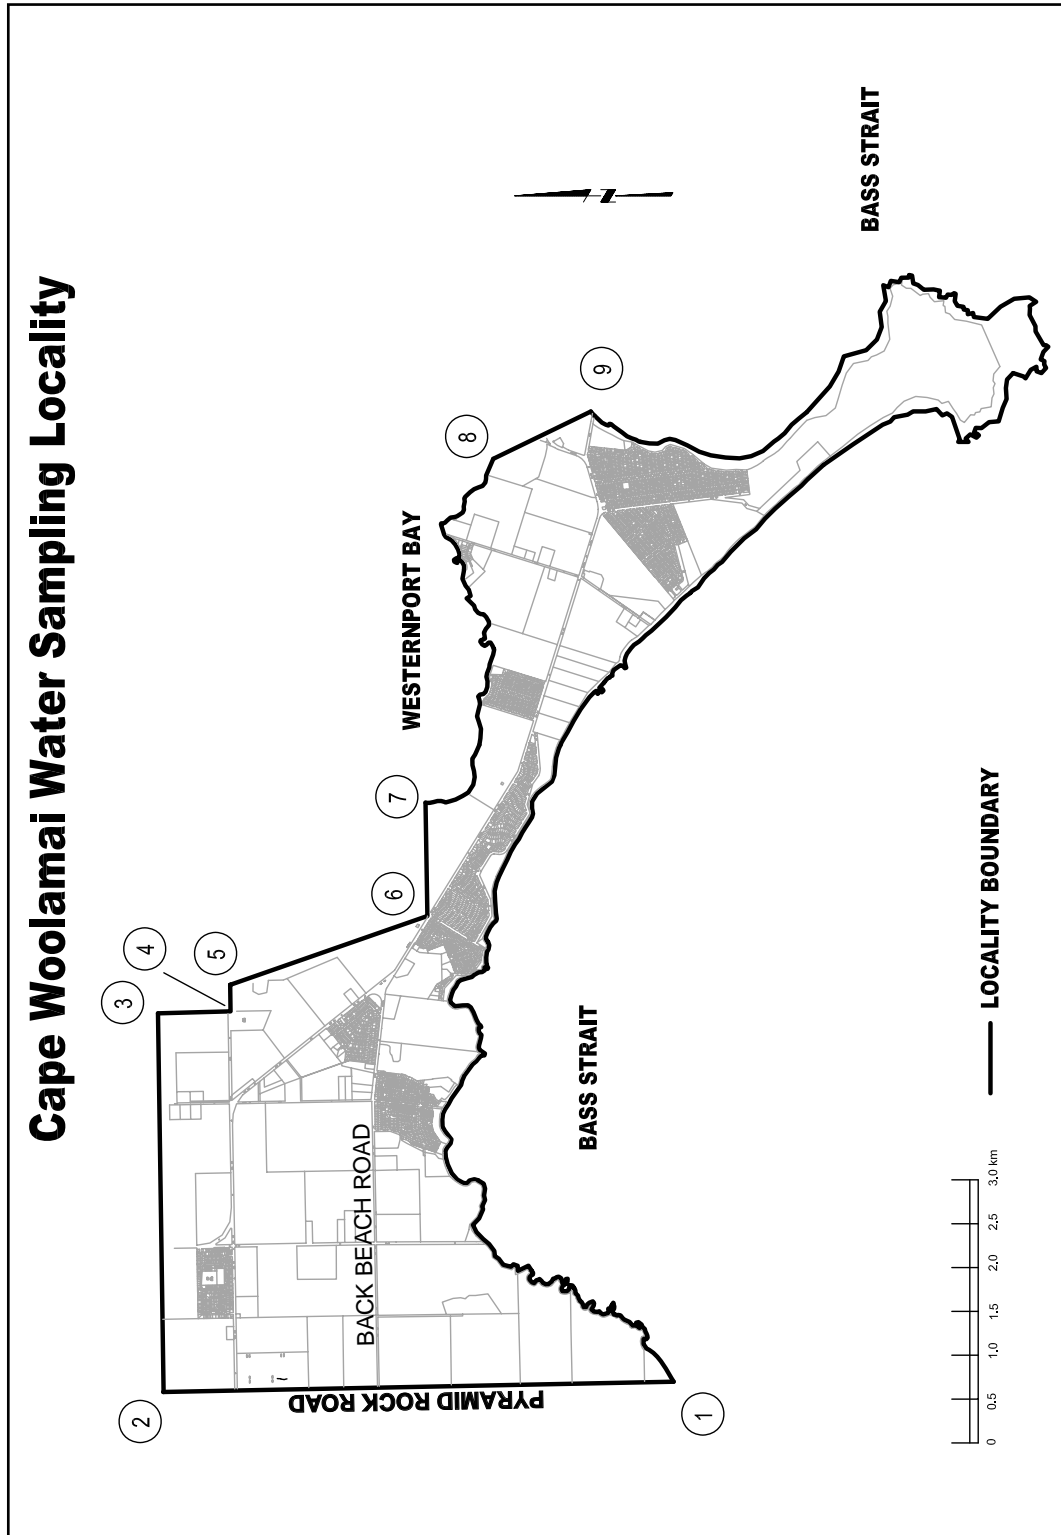 Cape Woolamai Water Sampling Locality
3
4
5
2
6
7
8
9
1
WESTERNPORT BAY
BASS STRAIT
N
BACK BEACH ROAD
PYRAMID ROCK ROAD
BASS STRAIT
0
0.5
1.0
1.5
2.0
2.5
3.0 km
LOCALITY BOUNDARY